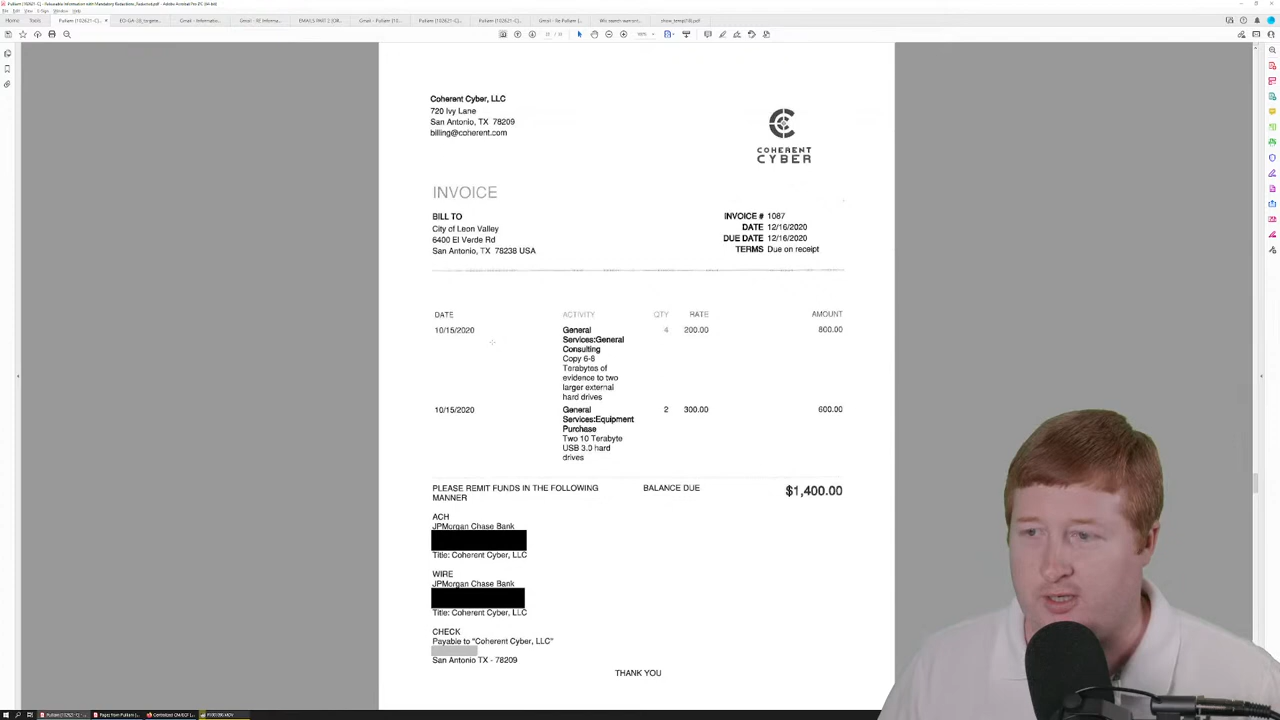 Home
Tools
Coherent Cyber, LLC
720 Ivy Lane
San Antonio, TX 78209
billing@coherent.com
COHERENT
CYBER
INVOICE
BILL TO
City of Leon Valley
6400 El Verde Rd
San Antonio, TX 78238 USA
INVOICE # 1087
DATE 12/16/2020
DUE DATE 12/16/2020
TERMS Due on receipt
DATE ACTIVITY QTY RATE AMOUNT
10/15/2020 General 4 200.00 800.00
Services:General
Consulting
Copy 6-8
Terabytes of
evidence to two
larger external
hard drives
10/15/2020 General 2 300.00 600.00
Services:Equipment
Purchase
Two 10 Terabyte
USB 3.0 hard
drives
PLEASE REMIT FUNDS IN THE FOLLOWING BALANCE DUE $1,400.00
MANNER
ACH
JPMorgan Chase Bank
Title: Coherent Cyber, LLC
WIRE
JPMorgan Chase Bank
Title: Coherent Cyber, LLC
CHECK
Payable to "Coherent Cyber, LLC"
San Antonio TX - 78209
THANK YOU